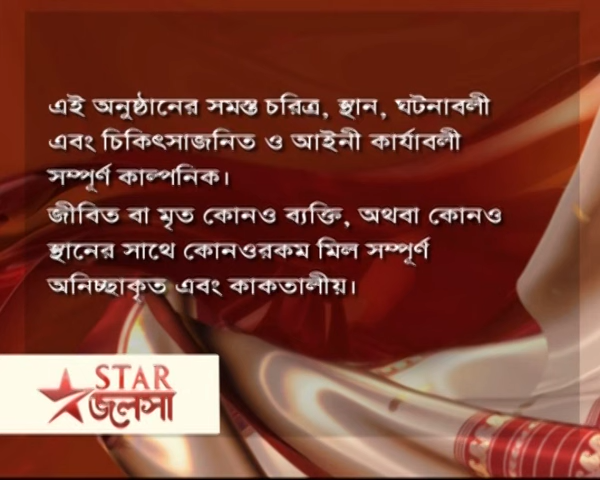 এই অনুষ্ঠানের সমস্ত চরিত্র, স্থান, ঘটনাবলী
এবং চিকিৎসাজনিত ও আইনী কার্যাবলী
সম্পূর্ণ কাল্পনিক।
জীবিত বা মৃত কোনও ব্যক্তি, অথবা কোনও
স্থানের সাথে কোনওরকম মিল সম্পূর্ণ
অনিচ্ছাকৃত এবং কাকতালীয়।
STAR
জলসা